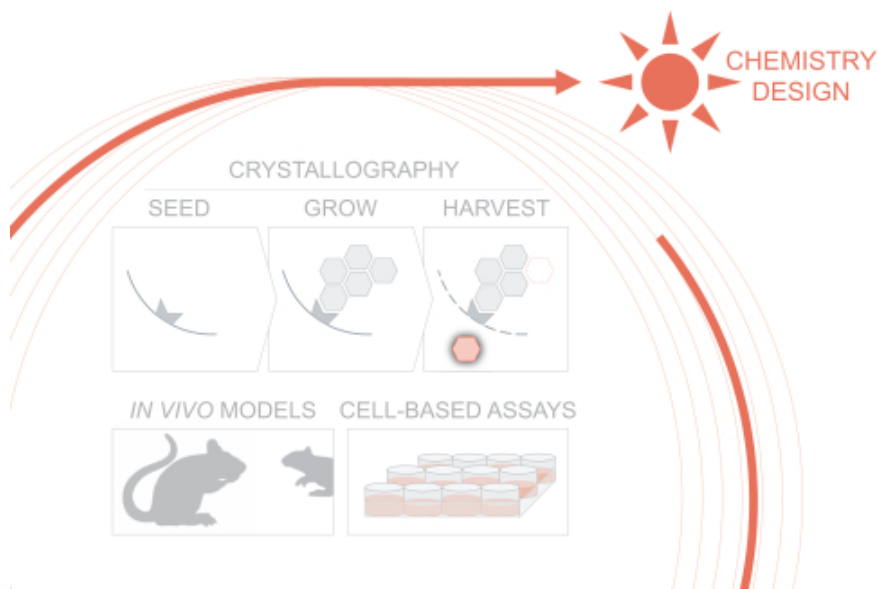 CHEMISTRY
DESIGN
CRYSTALLOGRAPHY
SEED GROW HARVEST
IN VIVO MODELS CELL-BASED ASSAYS